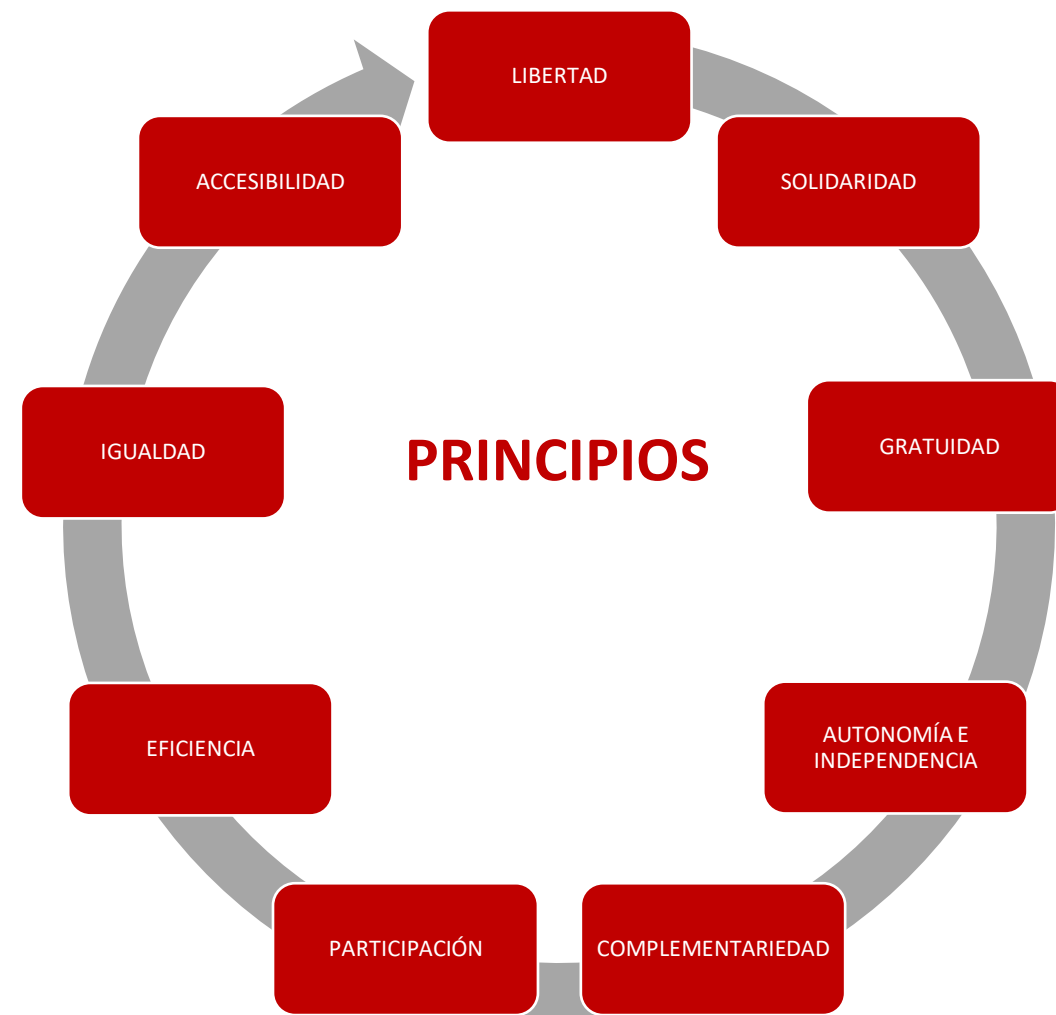 LIBERTAD
SOLIDARIDAD
GRATUIDAD
AUTONOMÍA E
INDEPENDENCIA
COMPLEMENTARIEDAD
PARTICIPACIÓN
EFICIENCIA
IGUALDAD
ACCESIBILIDAD
PRINCIPIOS